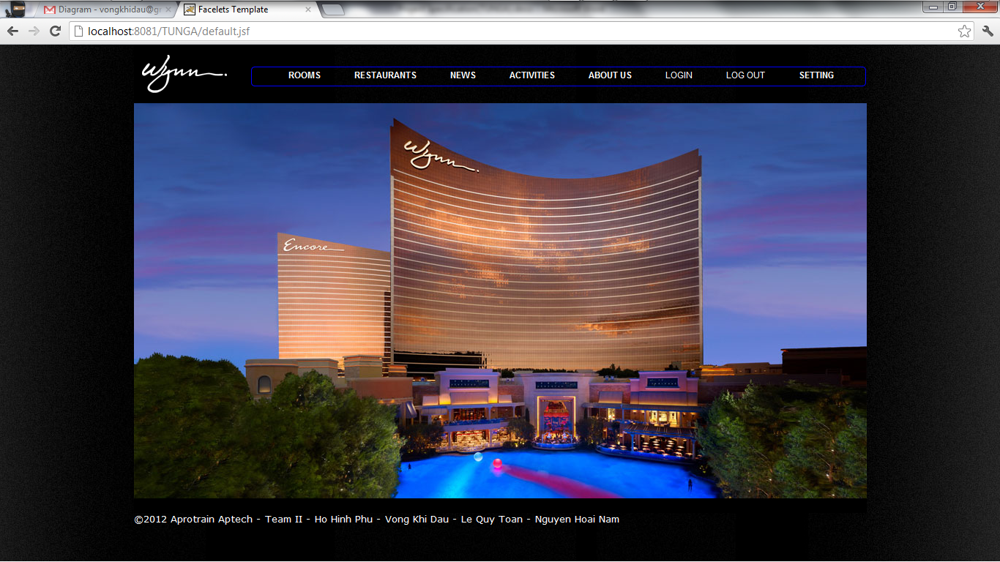 Diagram - vongkhidau@gr
Facelets Template
localhost:8081/TUNGA/default.jsf
Wynn.
ROOMS RESTAURANTS NEWS ACTIVITIES ABOUT US LOGIN LOG OUT SETTING
Wynn.
Encore
©2012 Aprotrain Aptech - Team II - Ho Hinh Phu - Vong Khi Dau - Le Quy Toan - Nguyen Hoai Nam